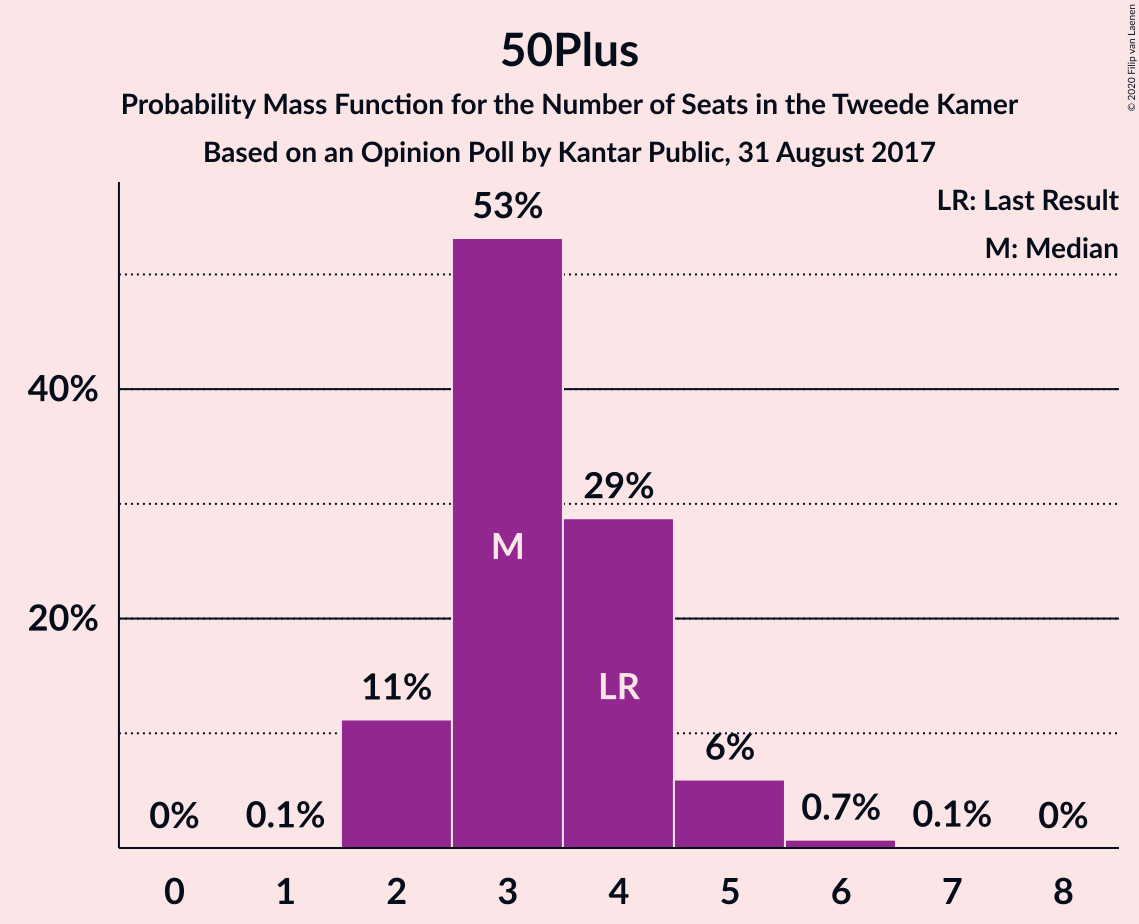 50Plus
Probability Mass Function for the Number of Seats in the Tweede Kamer
Based on an Opinion Poll by Kantar Public, 31 August 2017
© 2020 Filip van Laenen
LR: Last Result
M: Median
53%
40%
29%
M
20%
11%
LR
6%
0%
0.1%
0.7%
0.1%
0%
0 1 2 3 4 5 6 7 8